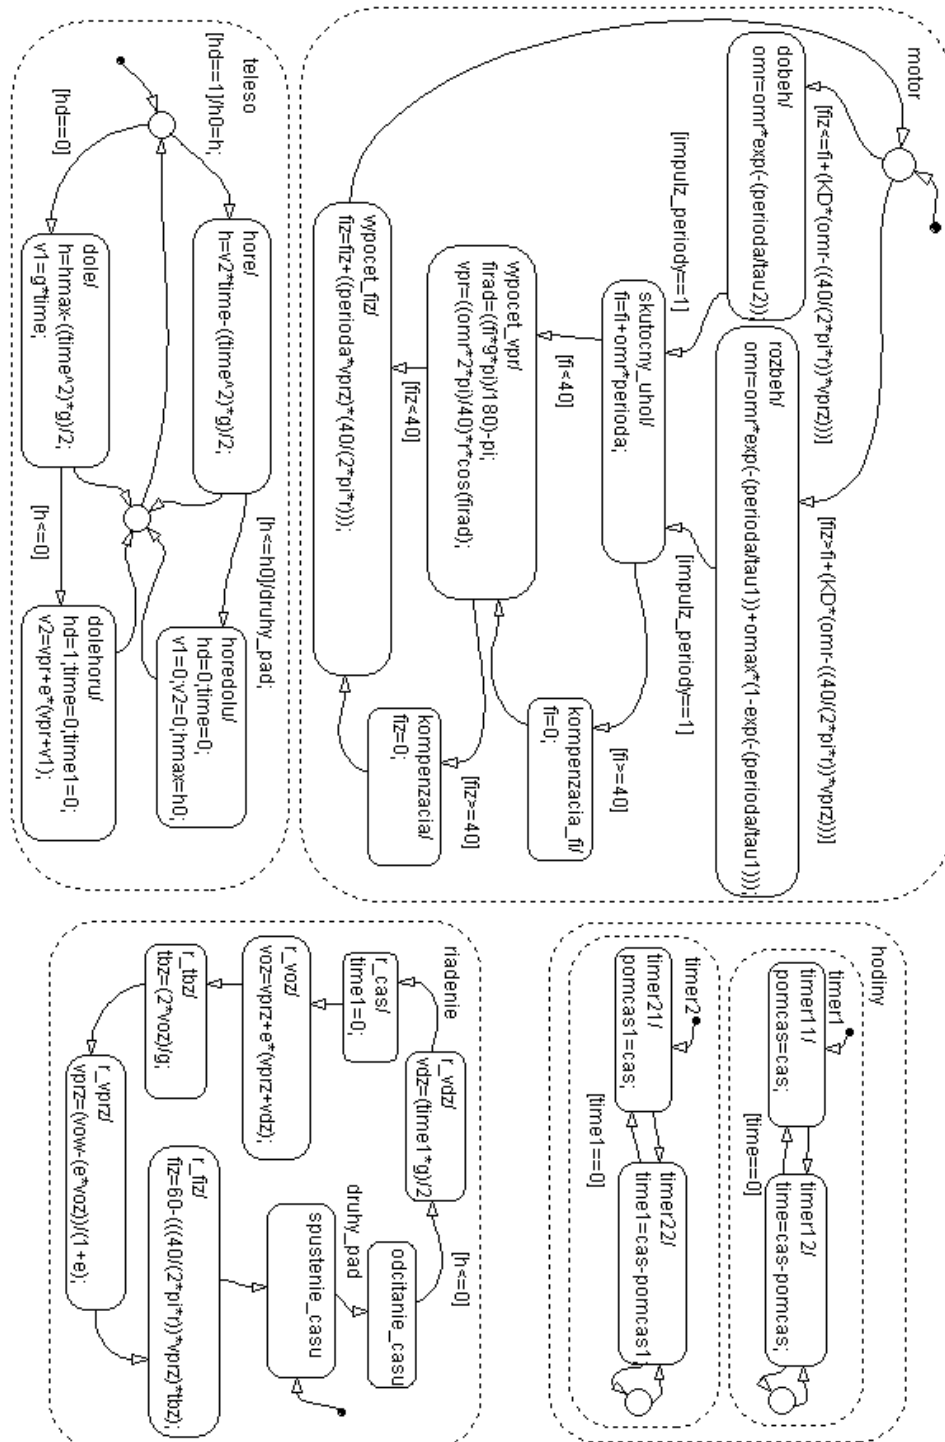 motor
dobeh/
omr=omr*exp(-(perioda/tau2));
[fiz<=fi+(KD*(omr-((40/(2*pi*r))*vprz)))]
[impulz_periody==1]
rozbeh/
omr=omr*exp(-(perioda/tau1))+omax*(1-exp(-(perioda/tau1)));
[fiz>fi+(KD*(omr-((40/(2*pi*r))*vprz)))]
[impulz_periody==1]
skutocny_uhol/
fi=fi+omr*perioda;
[fi<40]
[fi>=40]
kompenzacia_fi/
fi=0;
vypocet_vpr/
firad=((fi*9*pi)/180)-pi;
vpr=((omr*2*pi)/40)*r*cos(firad);
[fiz<40]
[fiz>=40]
kompenzacia/
fiz=0;
vypocet_fiz/
fiz=fiz+((perioda*vprz)*(40/(2*pi*r)));
teleso
[hd==1]/h0=h;
[hd==0]
hore/
h=v2*time-((time^2)*g)/2;
[h<=h0]/druhy_pad;
horedolu/
hd=0;time=0;
v1=0;v2=0;hmax=h0;
dole/
h=hmax-((time^2)*g)/2;
v1=g*time;
[h<=0]
dolehoru/
hd=1;time=0;time1=0;
v2=vpr+e*(vpr+v1);
hodiny
timer1
timer11/
pomcas=cas;
[time==0]
timer12/
time=cas-pomcas;
timer2
timer21/
pomcas1=cas;
[time1==0]
timer22/
time1=cas-pomcas1
riadenie
r_vdz/
vdz=(time1*g)/2
[h<=0]
r_cas/
time1=0;
odcitanie_casu
druhy_pad
spustenie_casu
r_voz/
voz=vprz+e*(vprz+vdz);
r_tbz/
tbz=(2*voz)/g;
r_fiz/
fiz=60-(((40/(2*pi*r))*vprz)*tbz);
r_vprz/
vprz=(vow-(e*voz))/(1+e);